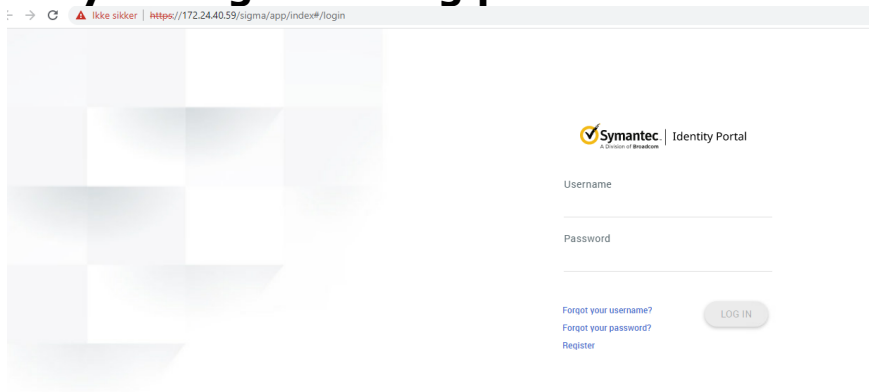 Ikke sikker | https://172.24.40.59/sigma/app/index#/login
Symantec. | Identity Portal
A Division of Broadcom
Username
Password
Forgot your username?
LOG IN
Forgot your password?
Register